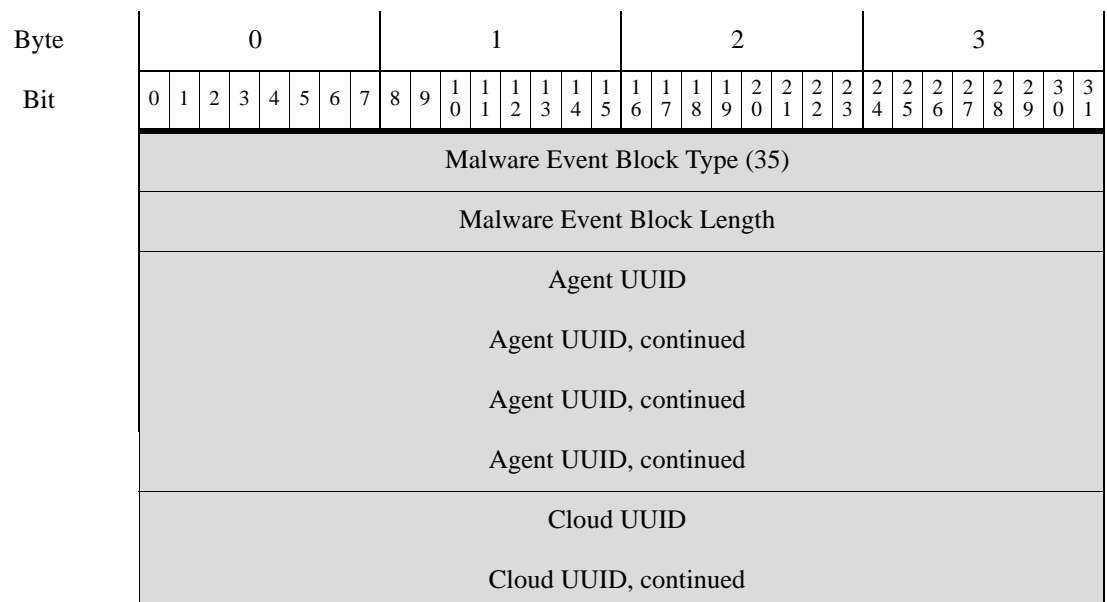 Byte 0 1 2 3
Bit 0 1 2 3 4 5 6 7 8 9 10 11 12 13 14 15 16 17 18 19 20 21 22 23 24 25 26 27 28 29 30 31
Malware Event Block Type (35)
Malware Event Block Length
Agent UUID
Agent UUID, continued
Agent UUID, continued
Agent UUID, continued
Cloud UUID
Cloud UUID, continued